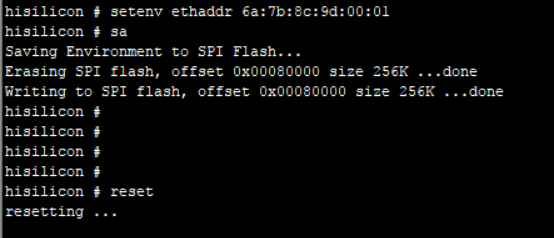 hisilicon # setenv ethaddr 6a:7b:8c:9d:00:01
hisilicon # sa
Saving Environment to SPI Flash...
Erasing SPI flash, offset 0x00080000 size 256K ...done
Writing to SPI flash, offset 0x00080000 size 256K ...done
hisilicon #
hisilicon #
hisilicon #
hisilicon #
hisilicon # reset
resetting ...